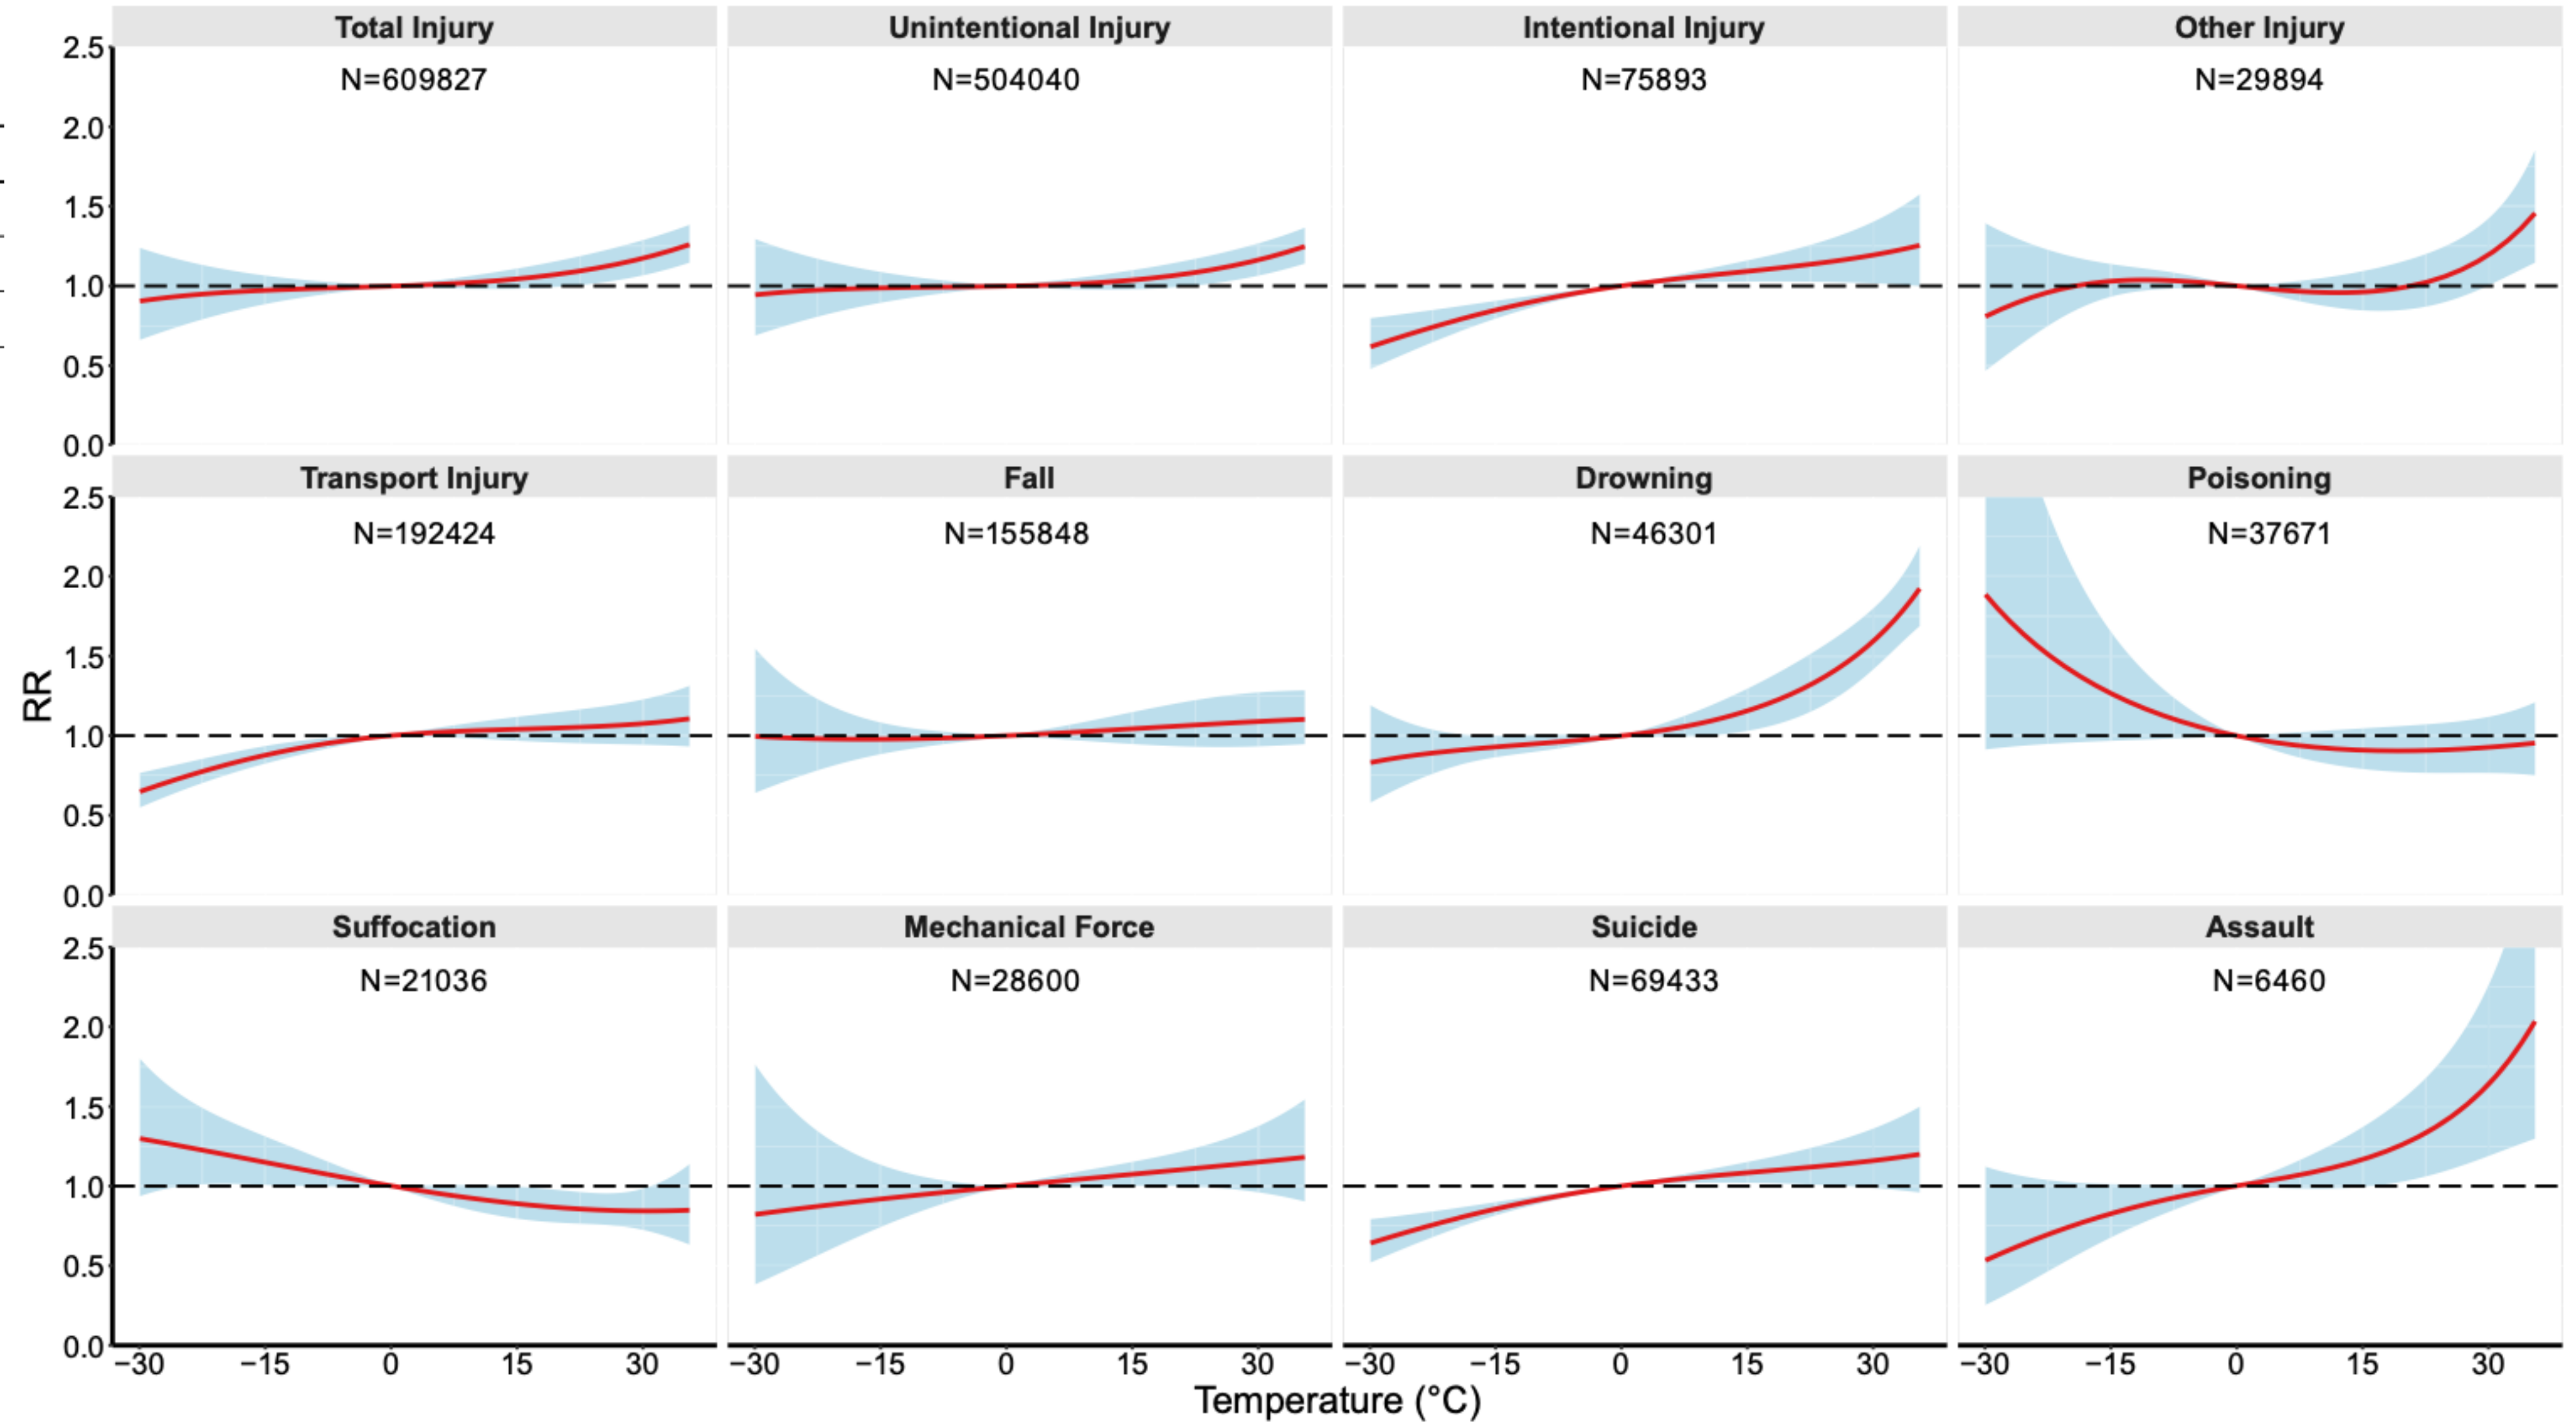 Total Injury
Unintentional Injury
Intentional Injury
Other Injury
N=609827
N=504040
N=75893
N=29894
2.5
2.0
1.5
1.0
0.5
0.0
Transport Injury
Fall
Drowning
Poisoning
N=192424
N=155848
N=46301
N=37671
2.5
2.0
1.5
1.0
0.5
0.0
RR
Suffocation
Mechanical Force
Suicide
Assault
N=21036
N=28600
N=69433
N=6460
2.5
2.0
1.5
1.0
0.5
0.0
−30 −15 0 15 30
−30 −15 0 15 30
−30 −15 0 15 30
−30 −15 0 15 30
Temperature (°C)